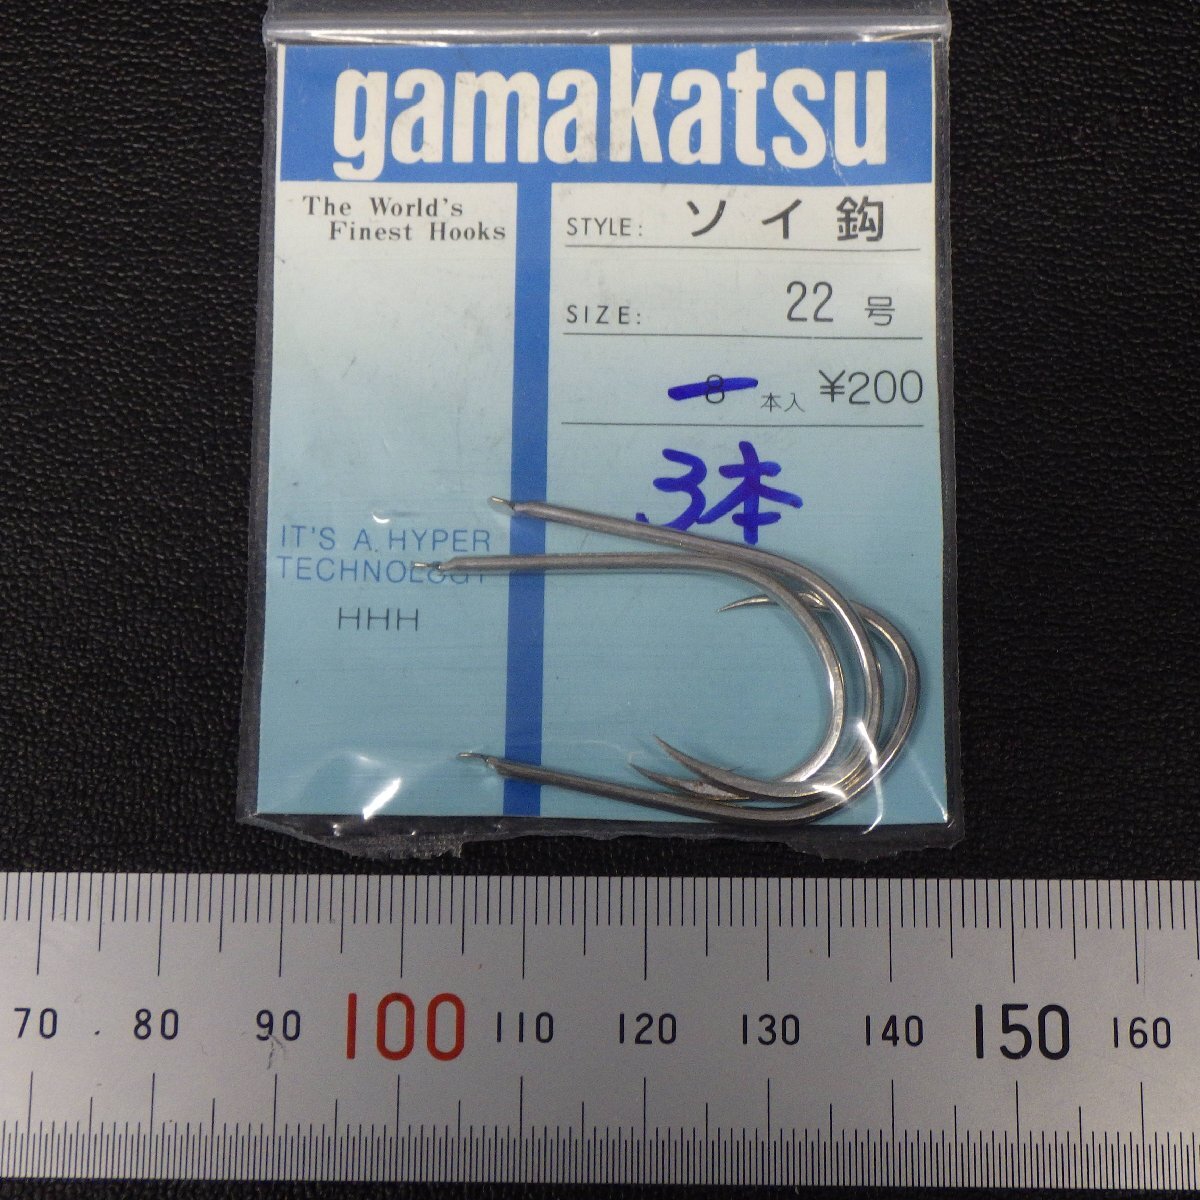 gamakatsu
The World's
Finest Hooks
STYLE: ソイ鈎
SIZE: 22 号
8 本入 ¥200
3本
IT'S A HYPER
TECHNOLOGY
HHH
70 80 90 100 110 120 130 140 150 160